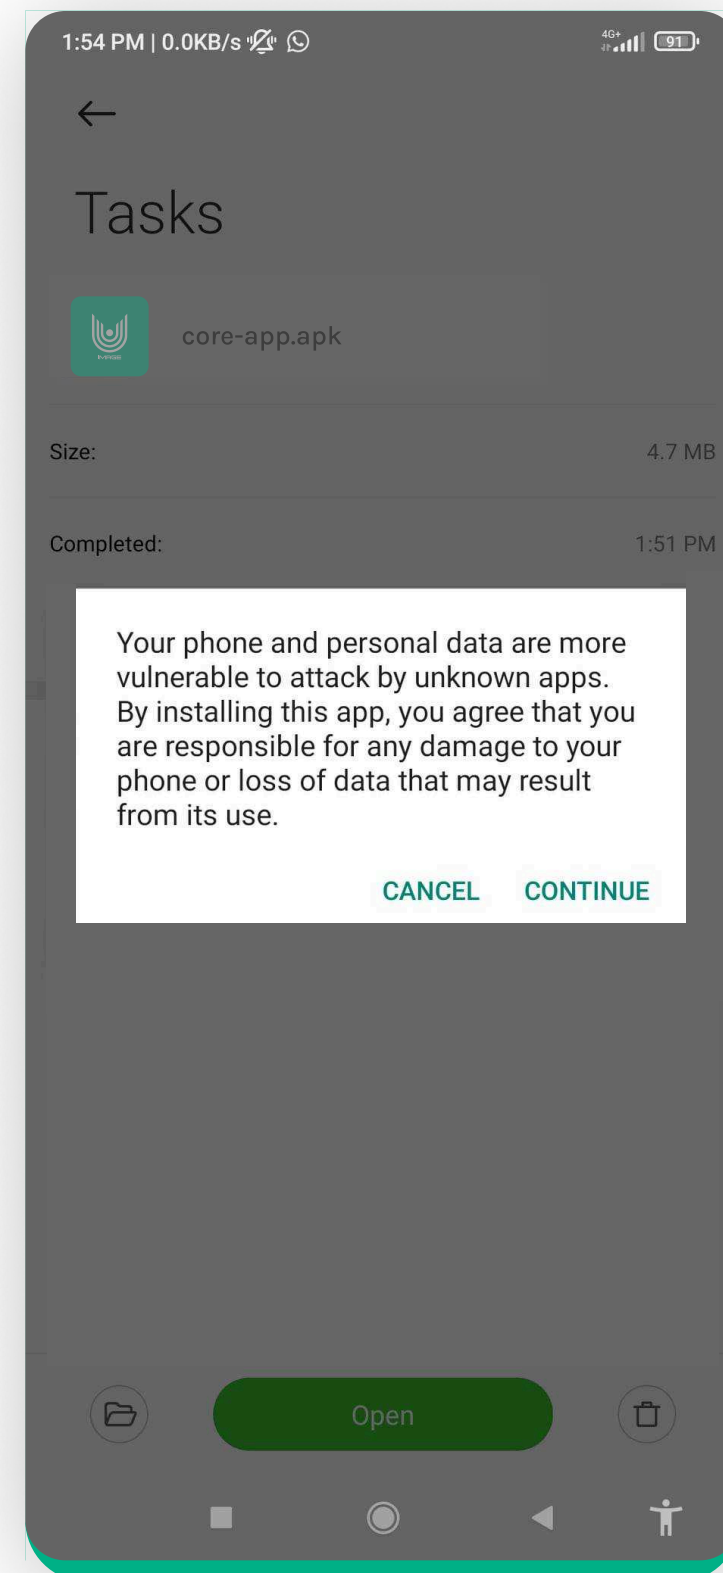 1:54 PM | 0.0KB/s 4G+ 91
Tasks
IMAGE
core-app.apk
Size: 4.7 MB
Completed: 1:51 PM
Your phone and personal data are more
vulnerable to attack by unknown apps.
By installing this app, you agree that you
are responsible for any damage to your
phone or loss of data that may result
from its use.
CANCEL CONTINUE
Open